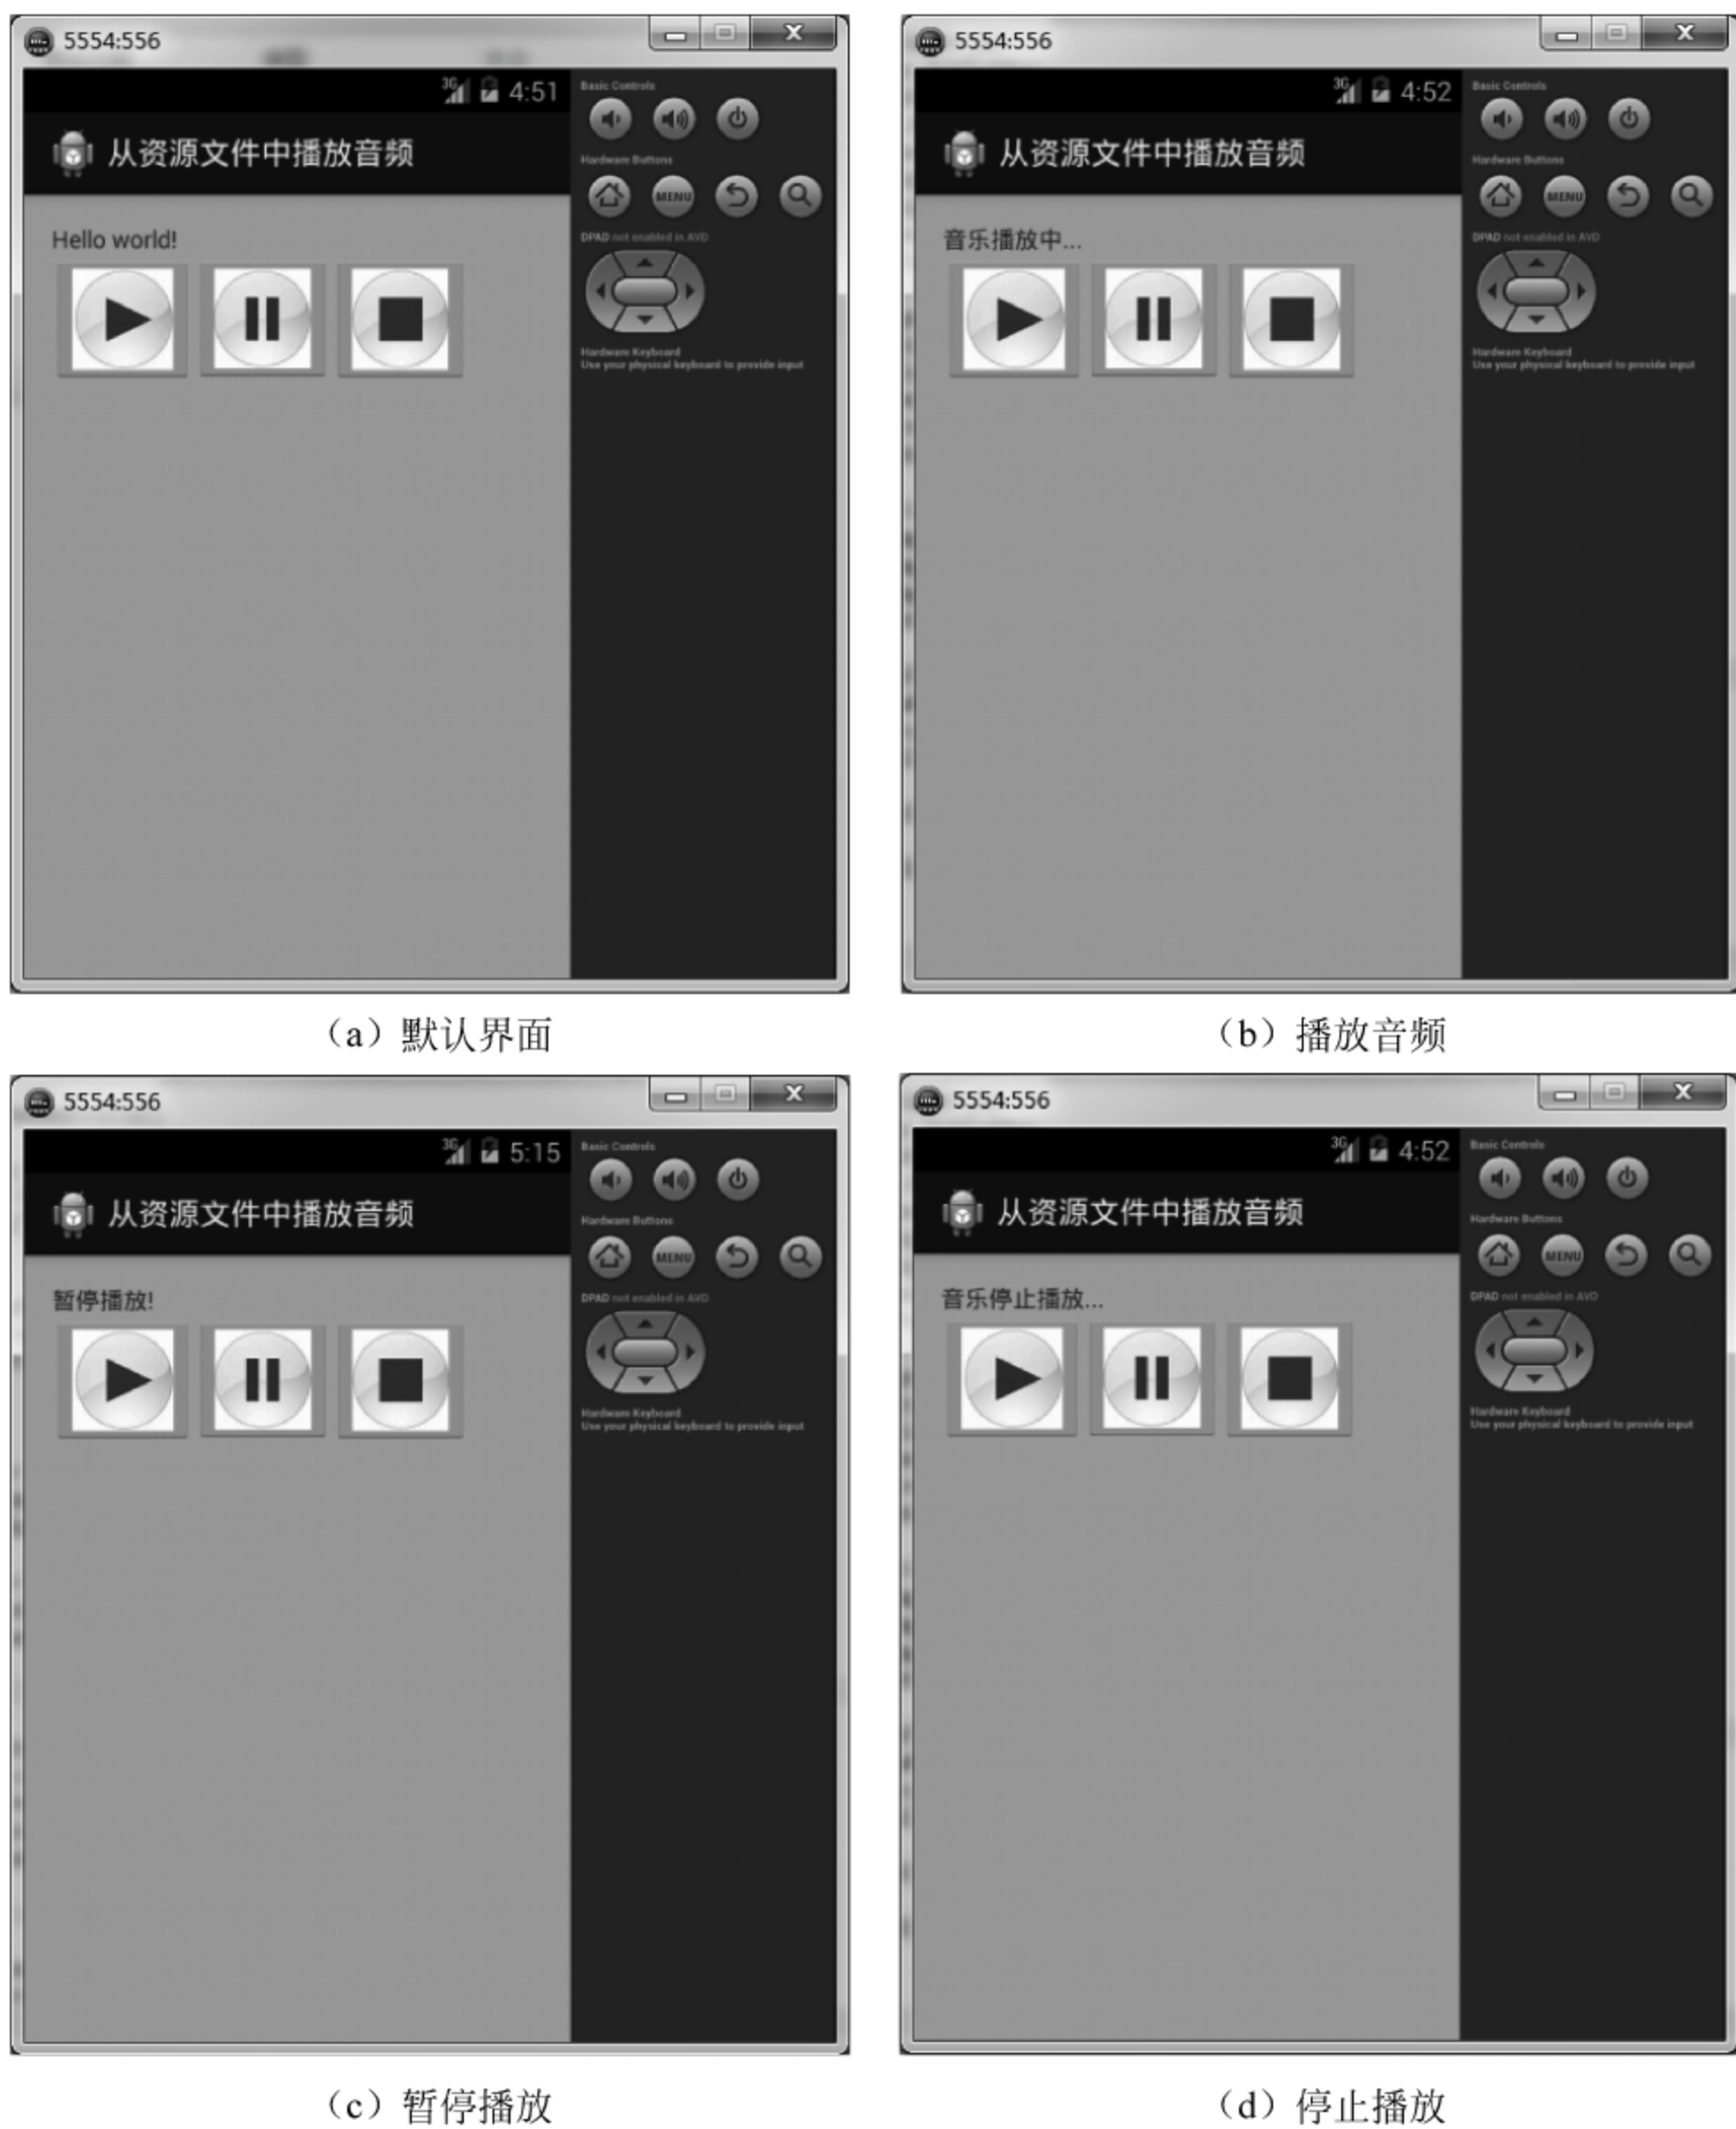 5554:556
4:51
Basic Controls
从资源文件中播放音频
Hardware Buttons
MENU
Hello world!
DPAD not enabled in AVD
Hardware Keyboard
Use your physical keyboard to provide input
(a)默认界面
5554:556
4:52
Basic Controls
从资源文件中播放音频
Hardware Buttons
MENU
音乐播放中...
DPAD not enabled in AVD
Hardware Keyboard
Use your physical keyboard to provide input
(b)播放音频
5554:556
3G 5:15
Basic Controls
从资源文件中播放音频
Hardware Buttons
MENU
暂停播放!
DPAD not enabled in AVD
Hardware Keyboard
Use your physical keyboard to provide input
(c)暂停播放
5554:556
3G 4:52
Basic Controls
从资源文件中播放音频
Hardware Buttons
MENU
音乐停止播放...
DPAD not enabled in AVD
Hardware Keyboard
Use your physical keyboard to provide input
(d)停止播放